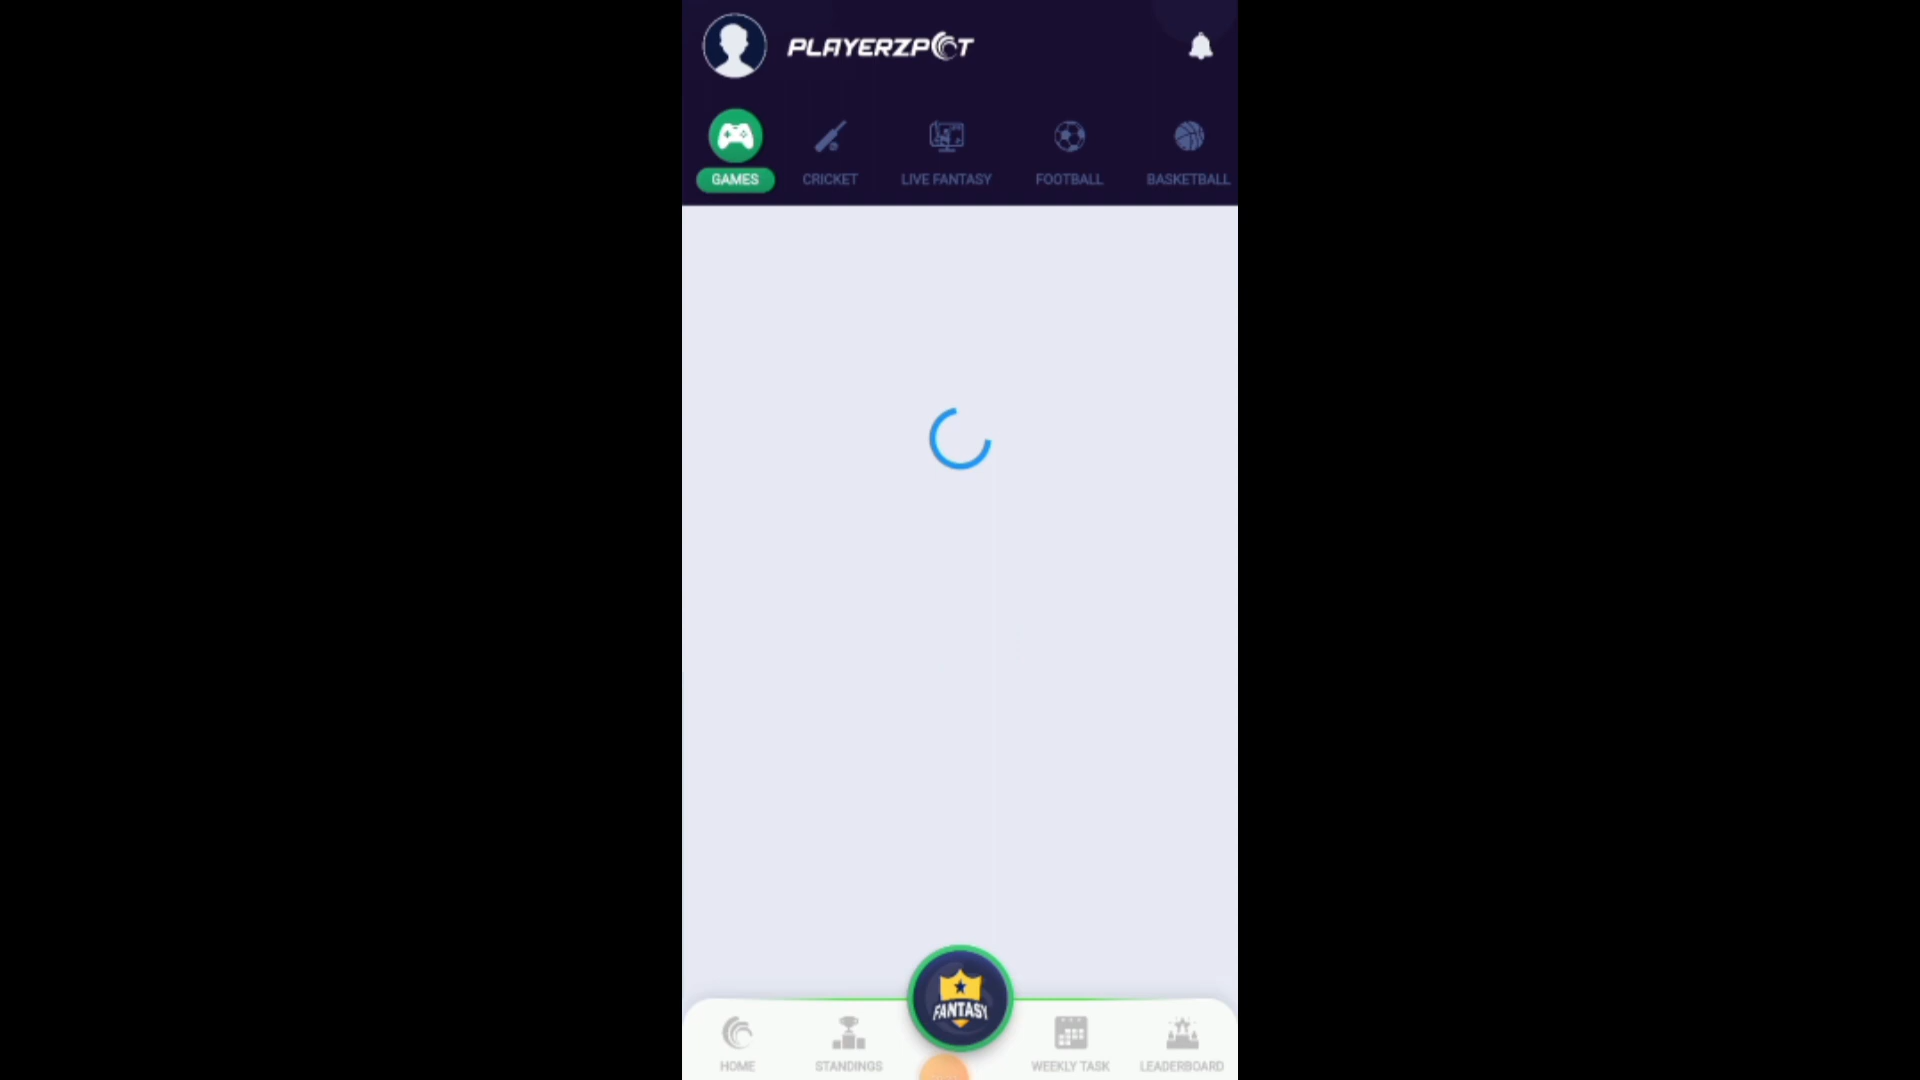 PLAYERZPOT
GAMES
CRICKET
LIVE FANTASY
FOOTBALL
BASKETBALL
FANTASY
HOME
STANDINGS
WEEKLY TASK
LEADERBOARD